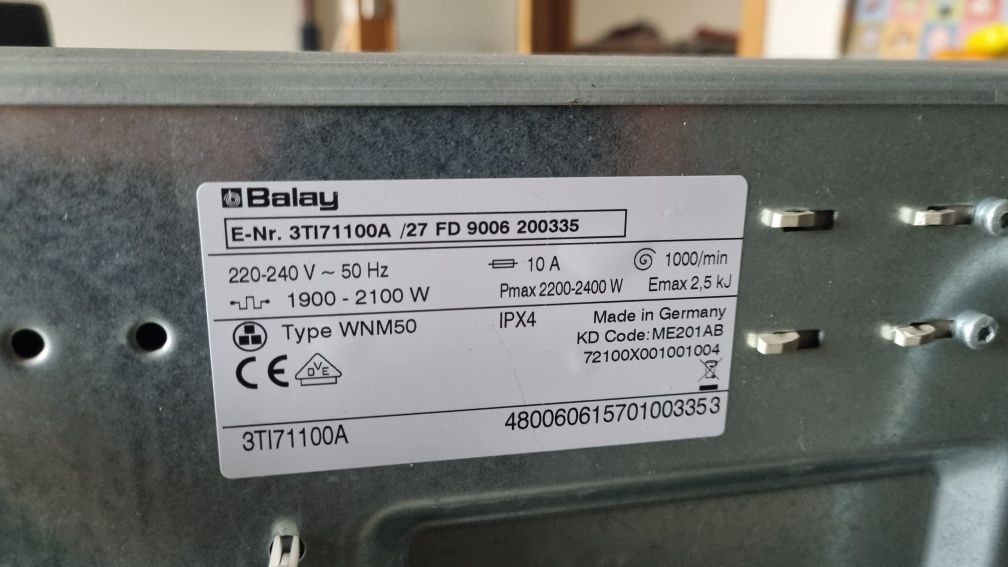 Balay
E-Nr. 3TI71100A /27 FD 9006 200335
220-240 V ~ 50 Hz
10 A
1000/min
1900 - 2100 W
Pmax 2200-2400 W
Emax 2,5 kJ
Type WNM50
IPX4
Made in Germany
KD Code: ME201AB
72100X001001004
CE
DVE
3TI71100A
480060615701003353